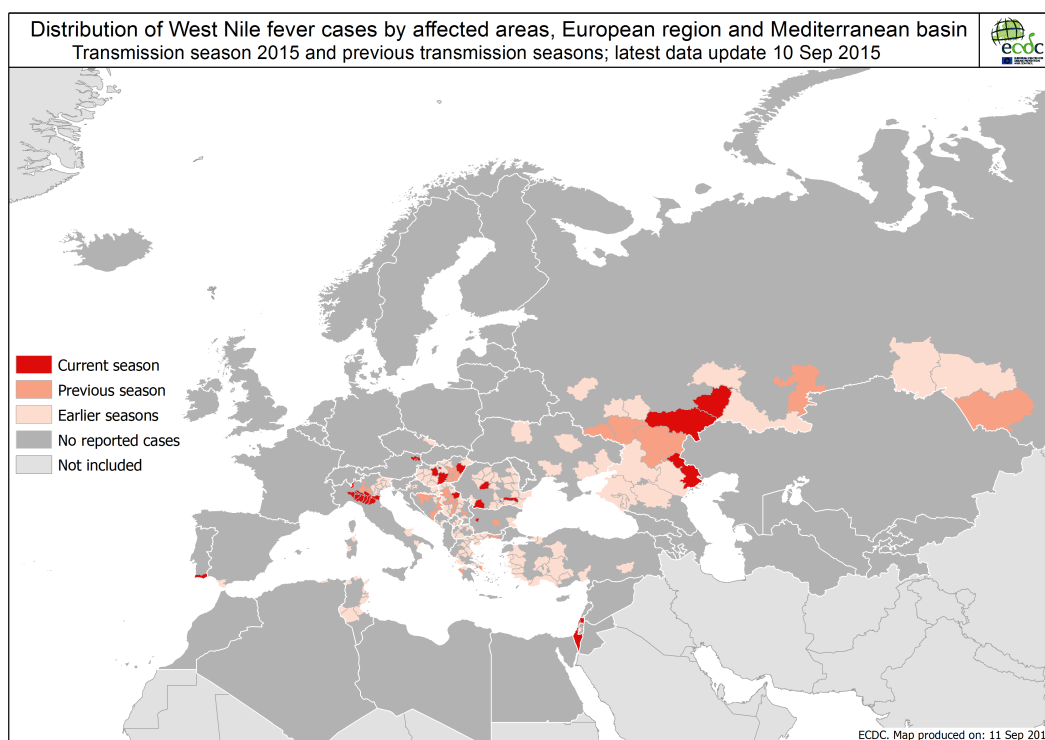 Distribution of West Nile fever cases by affected areas, European region and Mediterranean basin
Transmission season 2015 and previous transmission seasons; latest data update 10 Sep 2015
ecdc
Current season
Previous season
Earlier seasons
No reported cases
Not included
ECDC. Map produced on: 11 Sep 201